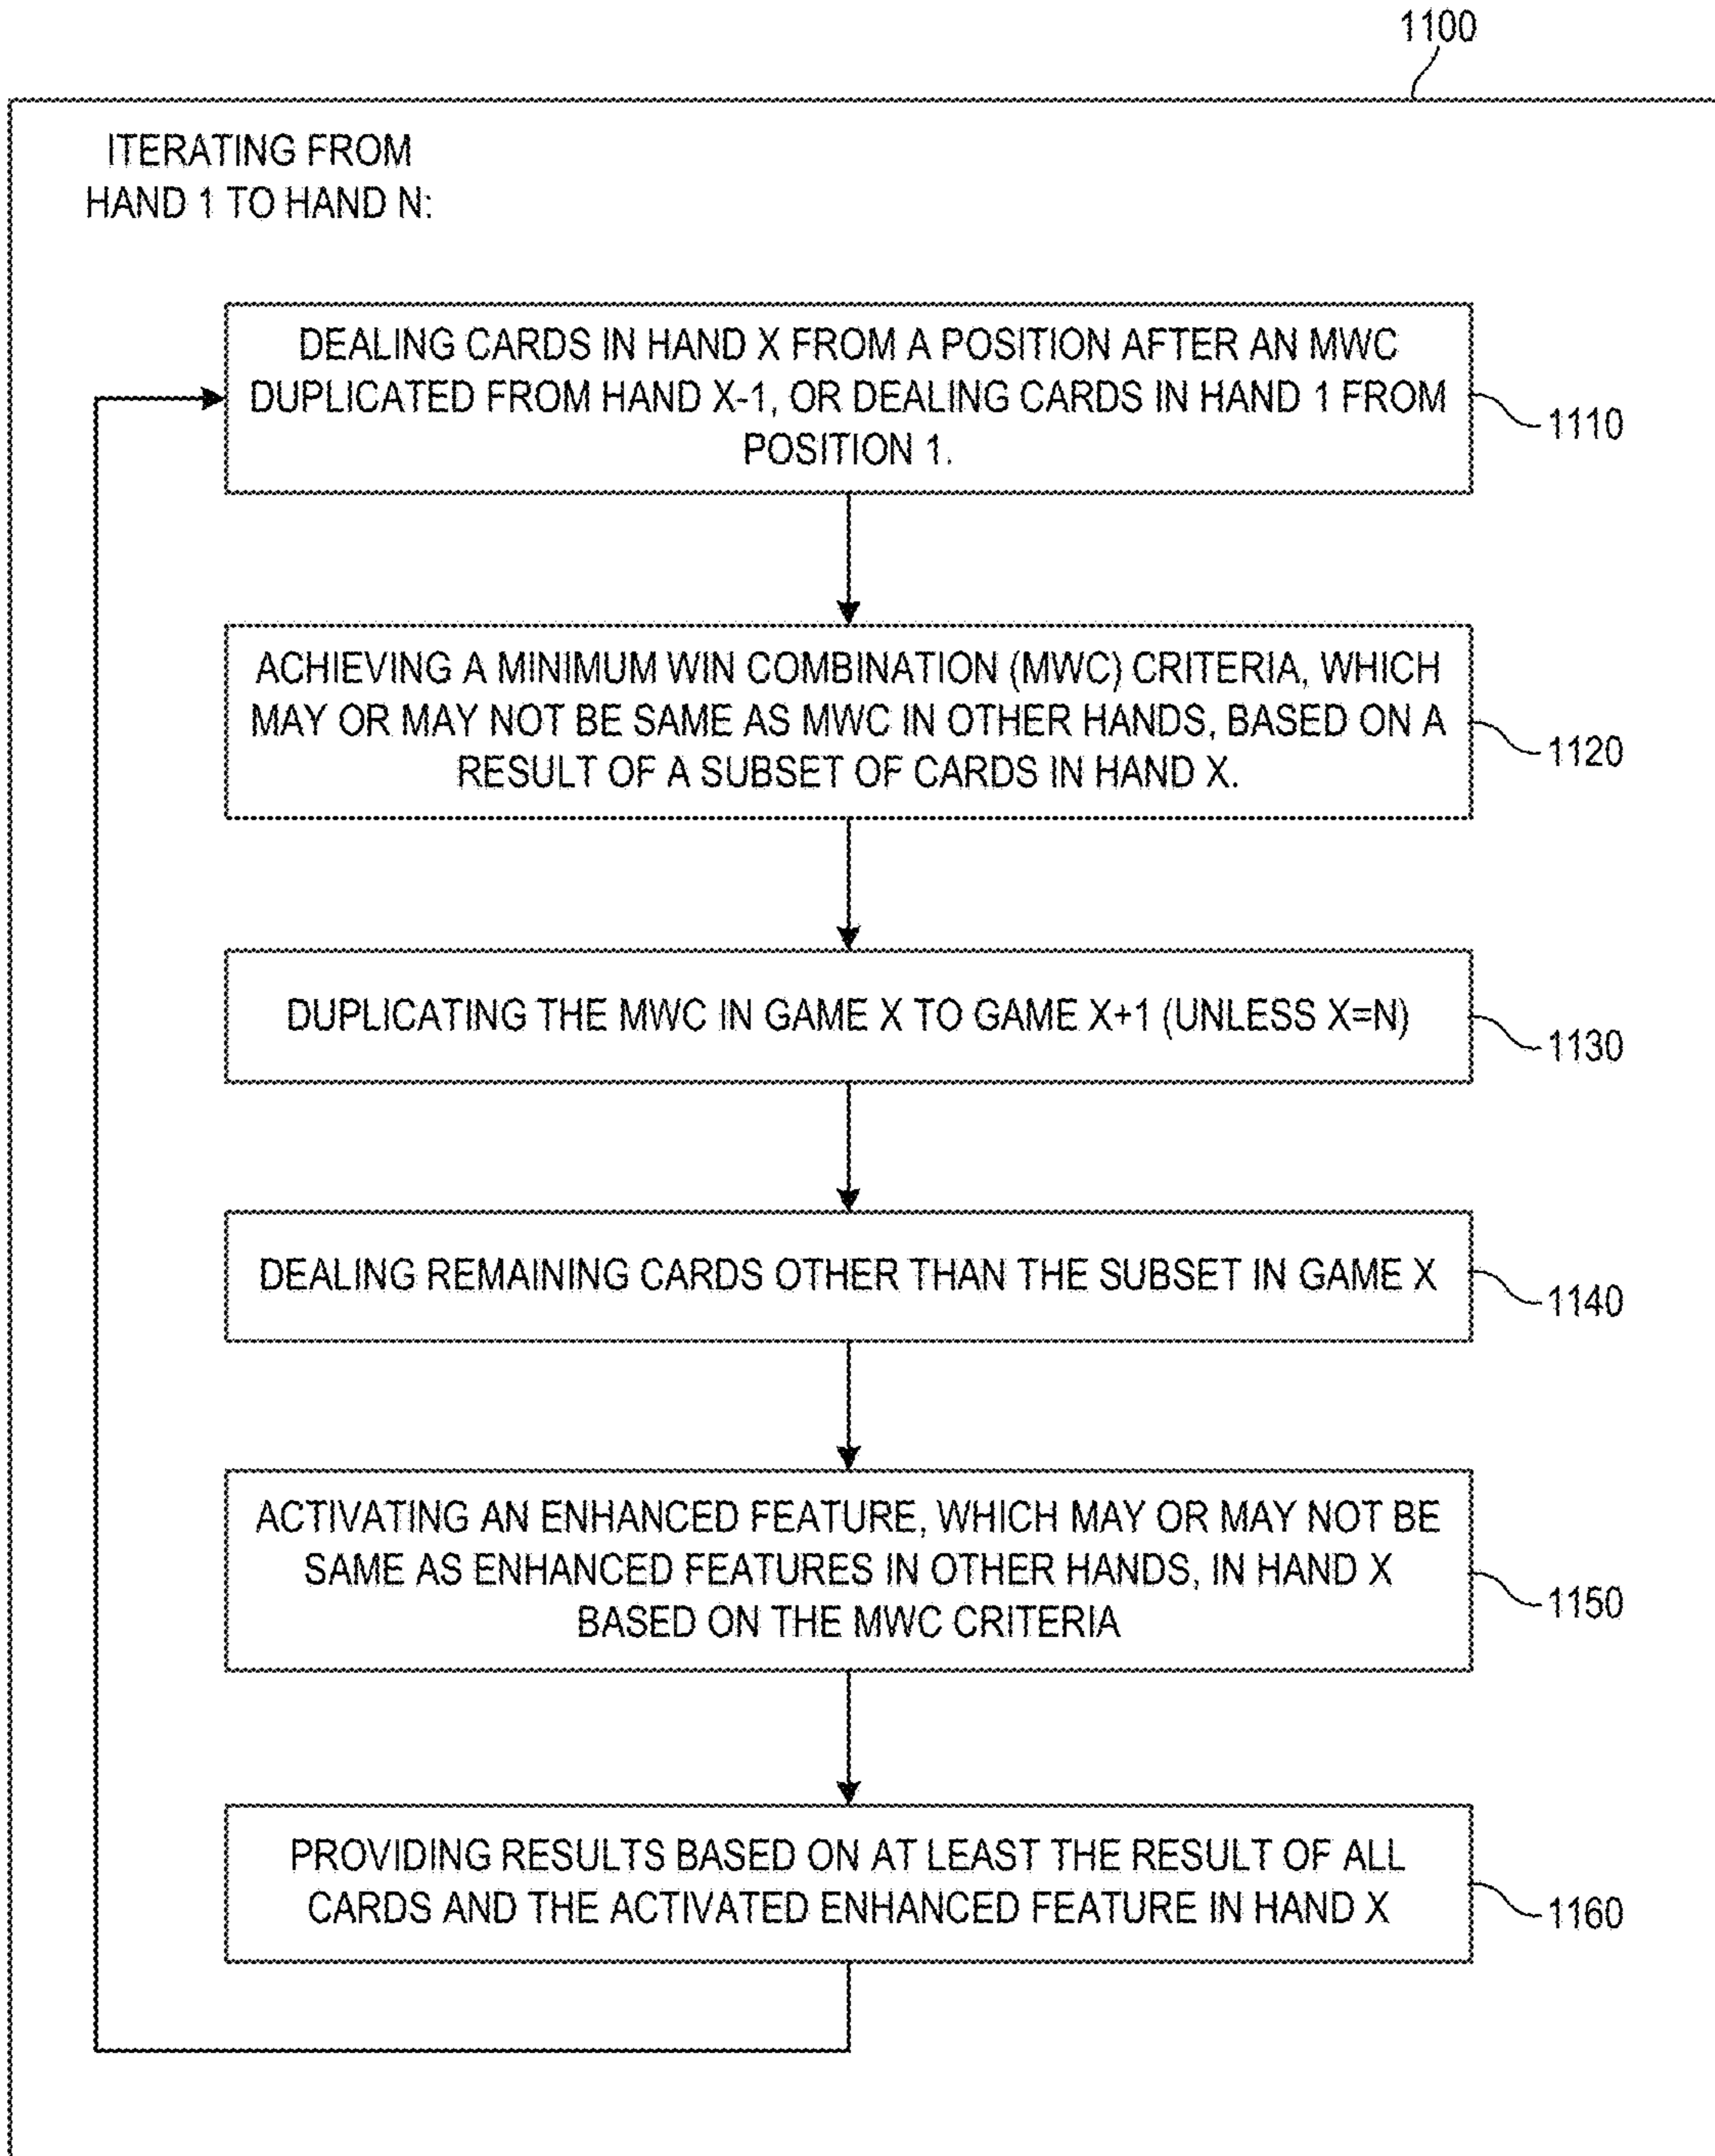 1100
ITERATING FROM
HAND 1 TO HAND N:
DEALING CARDS IN HAND X FROM A POSITION AFTER AN MWC
DUPLICATED FROM HAND X-1, OR DEALING CARDS IN HAND 1 FROM
POSITION 1.
1110
ACHIEVING A MINIMUM WIN COMBINATION (MWC) CRITERIA, WHICH
MAY OR MAY NOT BE SAME AS MWC IN OTHER HANDS, BASED ON A
RESULT OF A SUBSET OF CARDS IN HAND X.
1120
DUPLICATING THE MWC IN GAME X TO GAME X+1 (UNLESS X=N)
1130
DEALING REMAINING CARDS OTHER THAN THE SUBSET IN GAME X
1140
ACTIVATING AN ENHANCED FEATURE, WHICH MAY OR MAY NOT BE
SAME AS ENHANCED FEATURES IN OTHER HANDS, IN HAND X
BASED ON THE MWC CRITERIA
1150
PROVIDING RESULTS BASED ON AT LEAST THE RESULT OF ALL
CARDS AND THE ACTIVATED ENHANCED FEATURE IN HAND X
1160